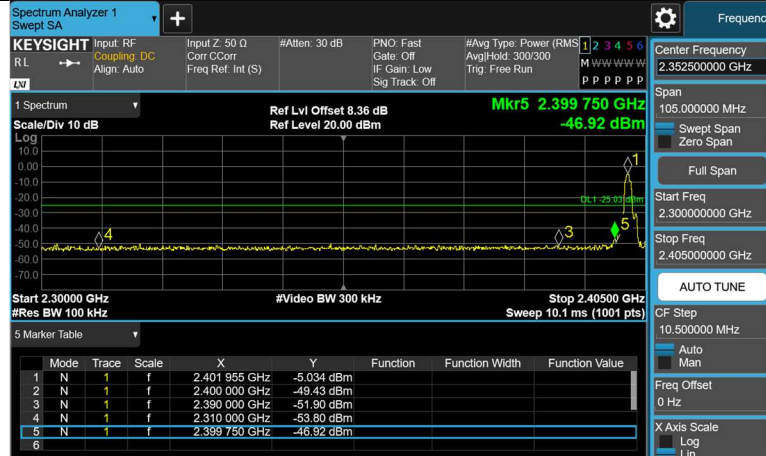 Spectrum Analyzer 1
Swept SA
Frequenc
KEYSIGHT
R L
LXI
Input: RF
Coupling: DC
Align: Auto
Input Z: 50 Ω
Corr CCorr
Freq Ref: Int (S)
#Atten: 30 dB
PNO: Fast
Gate: Off
IF Gain: Low
Sig Track: Off
#Avg Type: Power (RMS
Avg|Hold: 300/300
Trig: Free Run
1 2 3 4 5 6
M W W W W W
P P P P P P
Center Frequency
2.352500000 GHz
Span
105.000000 MHz
Swept Span
Zero Span
Full Span
Start Freq
2.300000000 GHz
Stop Freq
2.405000000 GHz
AUTO TUNE
CF Step
10.500000 MHz
Auto
Man
Freq Offset
0 Hz
X Axis Scale
Log
Lin
1 Spectrum
Scale/Div 10 dB
Ref Lvl Offset 8.36 dB
Ref Level 20.00 dBm
Mkr5 2.399 750 GHz
-46.92 dBm
Log
10.0
0.00
-10.0
-20.0
-30.0
-40.0
-50.0
-60.0
-70.0
1
DL1 -25.03 dBm
5
4
3
Start 2.30000 GHz
#Res BW 100 kHz
#Video BW 300 kHz
Stop 2.40500 GHz
Sweep 10.1 ms (1001 pts)
5 Marker Table
Mode Trace Scale X Y Function Function Width Function Value
1 N 1 f 2.401 955 GHz -5.034 dBm
2 N 1 f 2.400 000 GHz -49.43 dBm
3 N 1 f 2.390 000 GHz -51.90 dBm
4 N 1 f 2.310 000 GHz -53.80 dBm
5 N 1 f 2.399 750 GHz -46.92 dBm
6